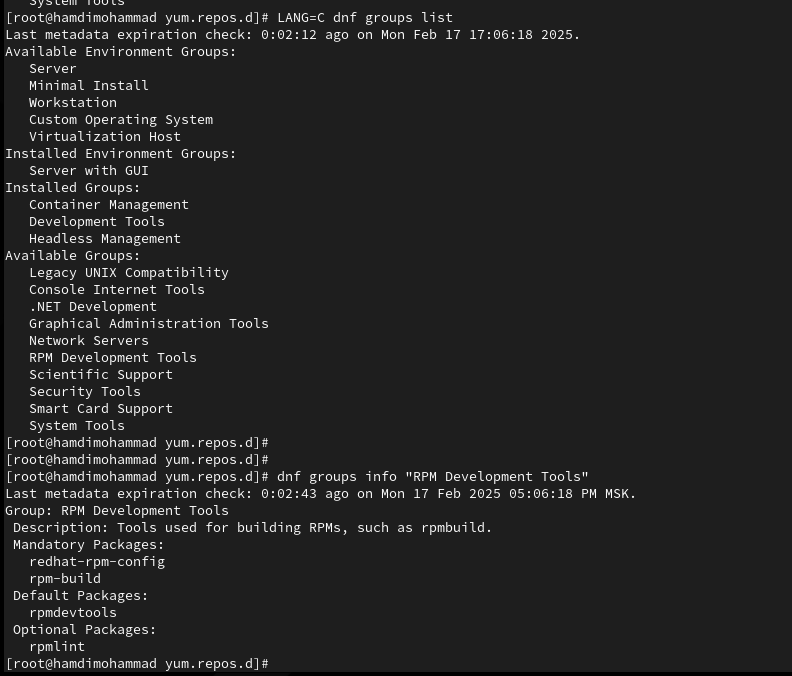 System Tools
[root@hamdimohammad yum.repos.d]# LANG=C dnf groups list
Last metadata expiration check: 0:02:12 ago on Mon Feb 17 17:06:18 2025.
Available Environment Groups:
   Server
   Minimal Install
   Workstation
   Custom Operating System
   Virtualization Host
Installed Environment Groups:
   Server with GUI
Installed Groups:
   Container Management
   Development Tools
   Headless Management
Available Groups:
   Legacy UNIX Compatibility
   Console Internet Tools
   .NET Development
   Graphical Administration Tools
   Network Servers
   RPM Development Tools
   Scientific Support
   Security Tools
   Smart Card Support
   System Tools
[root@hamdimohammad yum.repos.d]#
[root@hamdimohammad yum.repos.d]#
[root@hamdimohammad yum.repos.d]# dnf groups info "RPM Development Tools"
Last metadata expiration check: 0:02:43 ago on Mon 17 Feb 2025 05:06:18 PM MSK.
Group: RPM Development Tools
 Description: Tools used for building RPMs, such as rpmbuild.
 Mandatory Packages:
   redhat-rpm-config
   rpm-build
 Default Packages:
   rpmdevtools
 Optional Packages:
   rpmlint
[root@hamdimohammad yum.repos.d]#